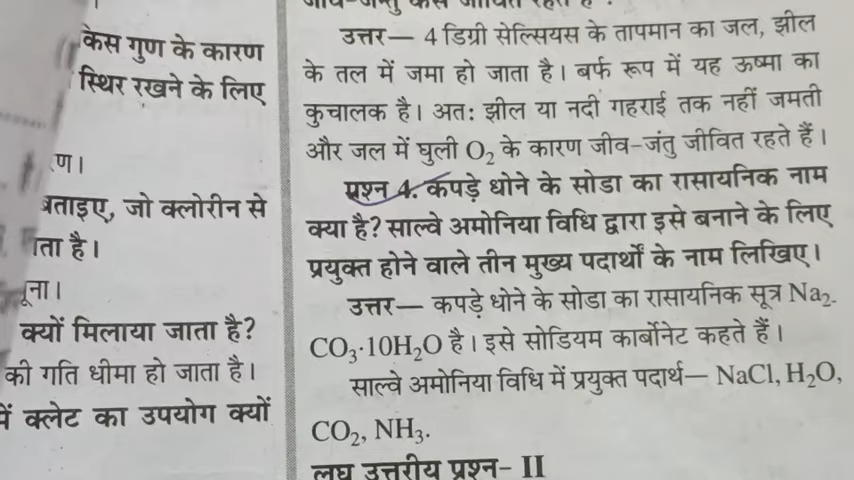 केस गुण के कारण
स्थिर रखने के लिए
ण।
बताइए, जो क्लोरीन से
ता है।
चूना।
क्यों मिलाया जाता है?
की गति धीमा हो जाता है।
में क्लेट का उपयोग क्यों
उत्तर— 4 डिग्री सेल्सियस के तापमान का जल, झील
के तल में जमा हो जाता है। बर्फ रूप में यह ऊष्मा का
कुचालक है। अतः झील या नदी गहराई तक नहीं जमती
और जल में घुली O₂ के कारण जीव-जंतु जीवित रहते हैं।
प्रश्न 4. कपड़े धोने के सोडा का रासायनिक नाम
क्या है? साल्वे अमोनिया विधि द्वारा इसे बनाने के लिए
प्रयुक्त होने वाले तीन मुख्य पदार्थों के नाम लिखिए।
उत्तर— कपड़े धोने के सोडा का रासायनिक सूत्र Na₂.
CO₃·10H₂O है। इसे सोडियम कार्बोनेट कहते हैं।
साल्वे अमोनिया विधि में प्रयुक्त पदार्थ— NaCl, H₂O,
CO₂, NH₃.
लघु उत्तरीय प्रश्न- II